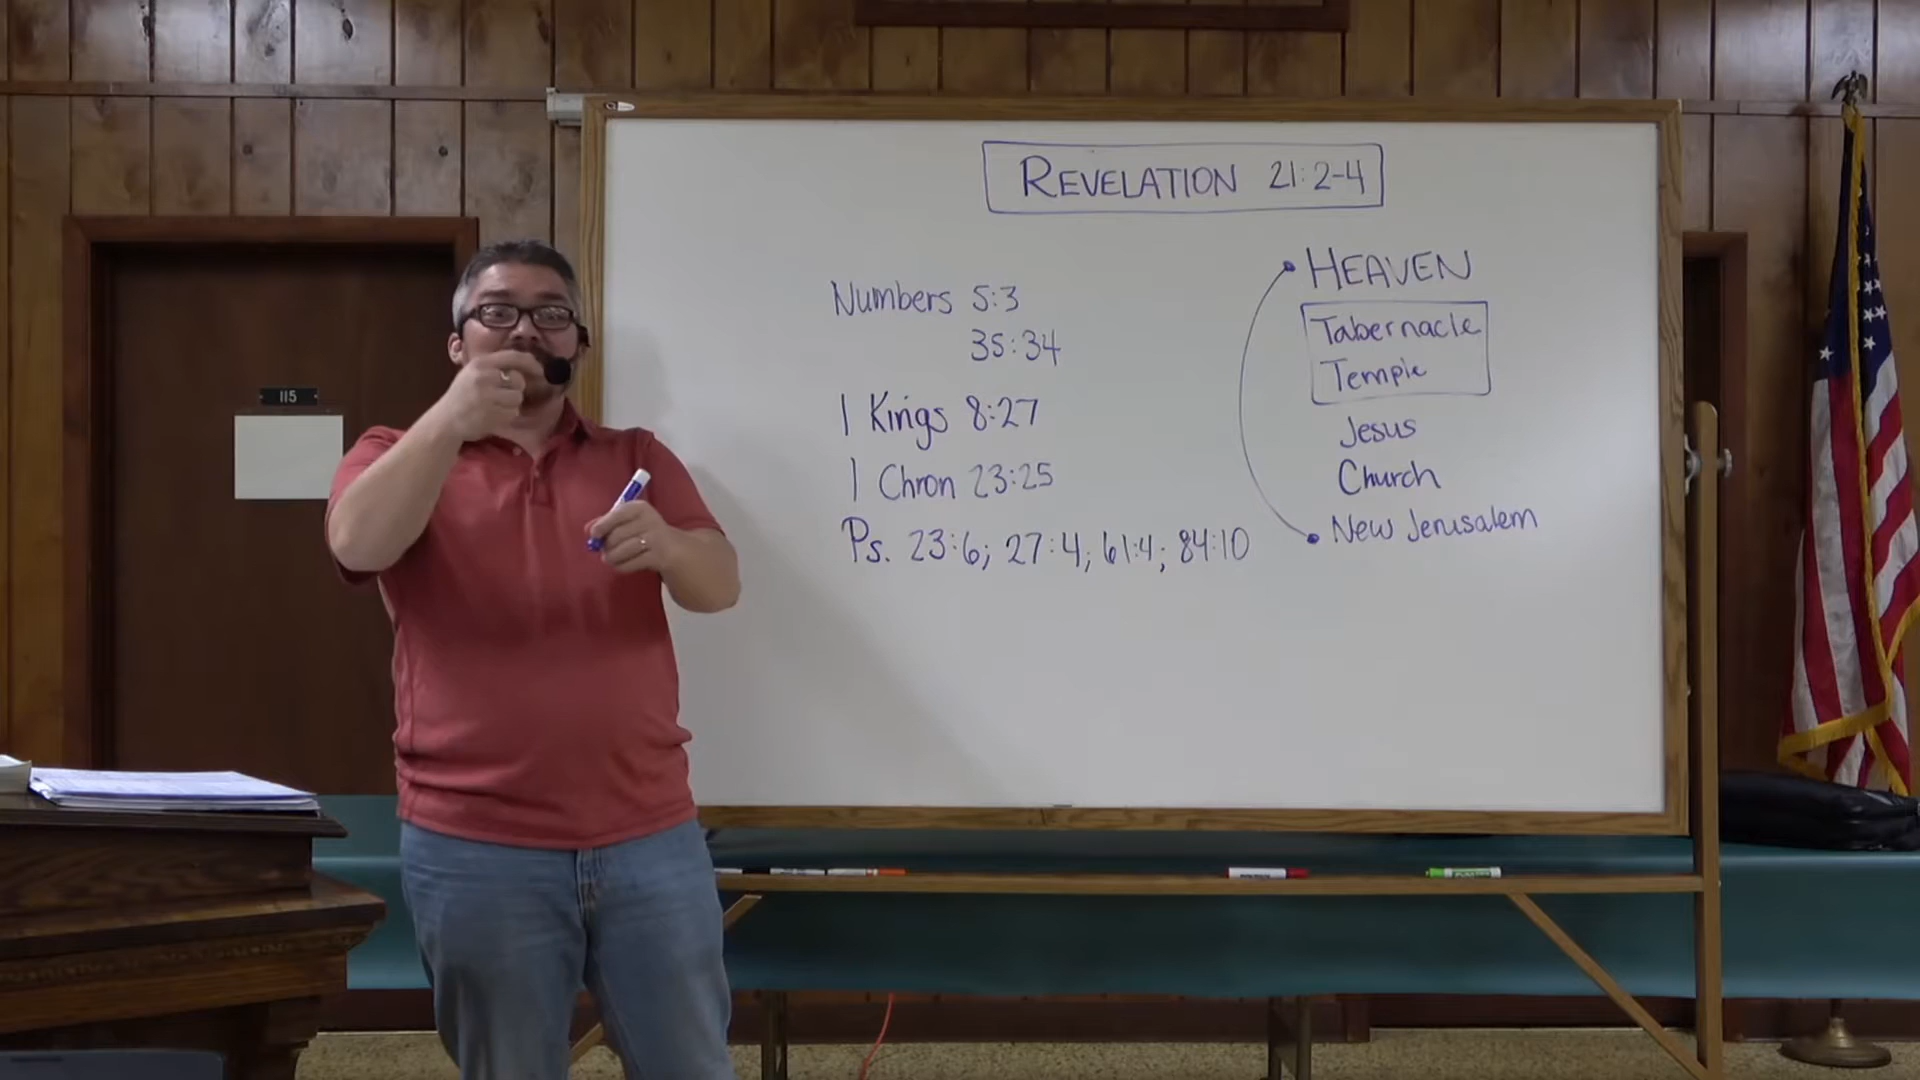 REVELATION 21:2-4
Numbers 5:3
35:34
1 Kings 8:27
1 Chron 23:25
Ps. 23:6; 27:4; 61:4; 84:10
HEAVEN
Tabernacle
Temple
Jesus
Church
New Jerusalem
115